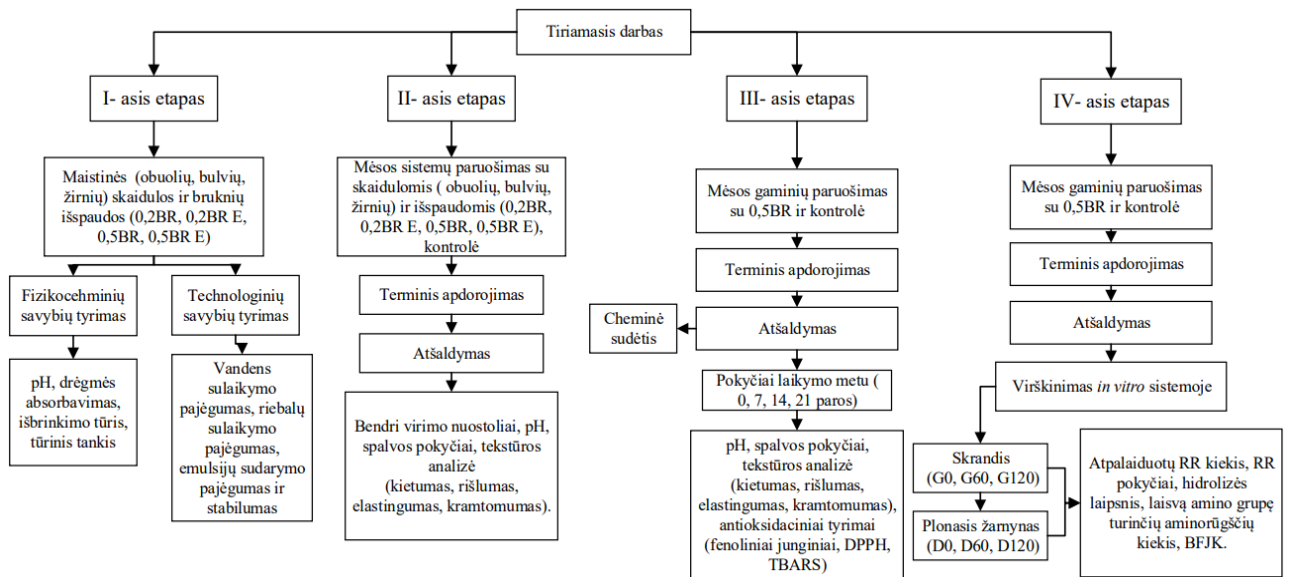 Tiriamasis darbas
I- asis etapas
Maistinės (obuolių, bulvių,
žirnių) skaidulos ir bruknių
išspaudos (0,2BR, 0,2BR E,
0,5BR, 0,5BR E)
Fizikocehminių
savybių tyrimas
pH, drėgmės
absorbavimas,
išbrinkimo tūris,
tūrinis tankis
Technologinių
savybių tyrimas
Vandens
sulaikymo
pajėgumas, riebalų
sulaikymo
pajėgumas,
emulsijų sudarymo
pajėgumas ir
stabilumas
II- asis etapas
Mėsos sistemų paruošimas su
skaidulomis ( obuolių, bulvių,
žirnių) ir išspaudomis (0,2BR,
0,2BR E, 0,5BR, 0,5BR E),
kontrolė
Terminis apdorojimas
Atšaldymas
Bendri virimo nuostoliai, pH,
spalvos pokyčiai, tekstūros
analizė
(kietumas, rišlumas,
elastingumas, kramtomumas).
III- asis etapas
Mėsos gaminių paruošimas
su 0,5BR ir kontrolė
Terminis apdorojimas
Atšaldymas
Cheminė
sudėtis
Pokyčiai laikymo metu (
0, 7, 14, 21 paros)
pH, spalvos pokyčiai,
tekstūros analizė
(kietumas, rišlumas,
elastingumas, kramtomumas),
antioksidaciniai tyrimai
(fenoliniai junginiai, DPPH,
TBARS)
IV- asis etapas
Mėsos gaminių paruošimas
su 0,5BR ir kontrolė
Terminis apdorojimas
Atšaldymas
Virškinimas in vitro sistemoje
Skrandis
(G0, G60, G120)
Plonasis žarnynas
(D0, D60, D120)
Atpalaiduotų RR kiekis, RR
pokyčiai, hidrolizės
laipsnis, laisvą amino grupę
turinčių aminorūgščių
kiekis, BFJK.